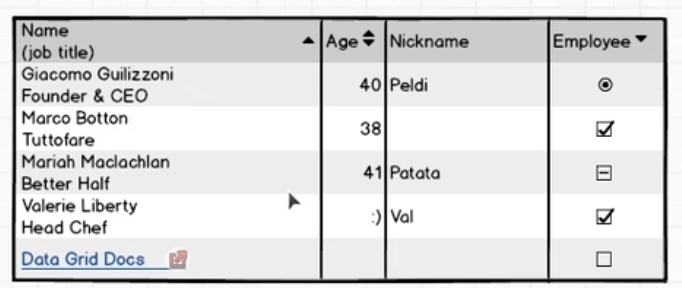 Name
(job title)
Age
Nickname
Employee
Giacomo Guilizzoni
Founder & CEO
40
Peldi
Marco Botton
Tuttofare
38
Mariah Maclachlan
Better Half
41
Patata
Valerie Liberty
Head Chef
:)
Val
Data Grid Docs